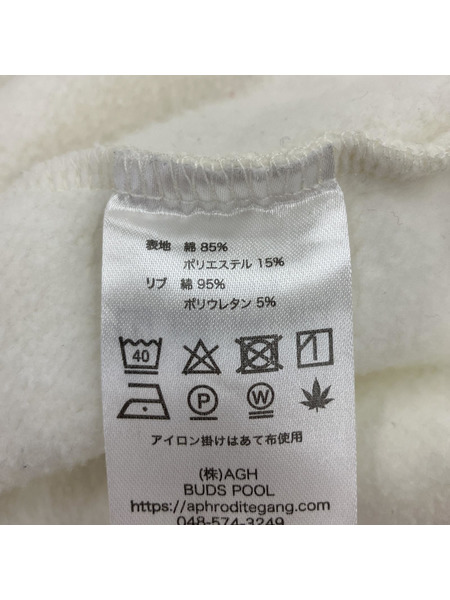 表地 綿 85%
ポリエステル 15%
リブ 綿 95%
ポリウレタン 5%
40
P W
アイロン掛けはあて布使用
(株)AGH
BUDS POOL
https://aphroditegang.com
048-574-3249